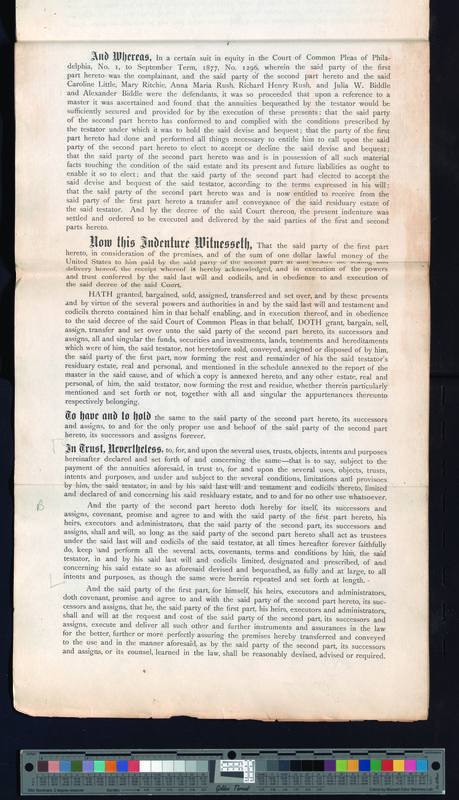 And Whereas, In a certain suit in equity in the Court of Common Pleas of Phila-
delphia, No. 1, to September Term, 1877, No. 1296, wherein the said party of the first
part hereto was the complainant, and the said party of the second part hereto and the said
Caroline Little, Mary Ritchie, Anna Maria Rush, Richard Henry Rush, and Julia W. Biddle
and Alexander Biddle were the defendants, it was so proceeded that upon a reference to a
master it was ascertained and found that the annuities bequeathed by the testator would be
sufficiently secured and provided for by the execution of these presents: that the said party
of the second part hereto has conformed to and complied with the conditions prescribed by
the testator under which it was to hold the said devise and bequest; that the party of the first
part hereto had done and performed all things necessary to entitle him to call upon the said
party of the second part hereto to elect to accept or decline the said devise and bequest;
that the said party of the second part hereto was and is in possession of all such material
facts touching the condition of the said estate and its present and future liabilities as ought to
enable it so to elect; and that the said party of the second part had elected to accept the
said devise and bequest of the said testator, according to the terms expressed in his will;
that the said party of the second part hereto was and is now entitled to receive from the
said party of the first part hereto a transfer and conveyance of the said residuary estate of
the said testator. And by the decree of the said Court thereon, the present indenture was
settled and ordered to be executed and delivered by the said parties of the first and second
parts hereto.
Now this Indenture Witnesseth, That the said party of the first part
hereto, in consideration of the premises, and of the sum of one dollar lawful money of the
United States to him paid by the said party of the second part at and before the sealing and
delivery hereof, the receipt whereof is hereby acknowledged, and in execution of the powers
and trust conferred by the said last will and codicils, and in obedience to and execution of
the said decree of the said Court,
HATH granted, bargained, sold, assigned, transferred and set over, and by these presents
and by virtue of the several powers and authorities in and by the said last will and testament and
codicils thereto contained him in that behalf enabling, and in execution thereof, and in obedience
to the said decree of the said Court of Common Pleas in that behalf, DOTH grant, bargain, sell,
assign, transfer and set over unto the said party of the second part hereto, its successors and
assigns, all and singular the funds, securities and investments, lands, tenements and hereditaments
which were of him, the said testator, not heretofore sold, conveyed, assigned or disposed of by him,
the said party of the first part, now forming the rest and remainder of his the said testator's
residuary estate, real and personal, and mentioned in the schedule annexed to the report of the
master in the said cause, and of which a copy is annexed hereto, and any other estate, real and
personal, of him, the said testator, now forming the rest and residue, whether therein particularly
mentioned and set forth or not, together with all and singular the appurtenances thereunto
respectively belonging.
To have and to hold the same to the said party of the second part hereto, its successors
and assigns, to and for the only proper use and behoof of the said party of the second part
hereto, its successors and assigns forever.
In Trust, Nevertheless, to, for, and upon the several uses, trusts, objects, intents and purposes
hereinafter declared and set forth of and concerning the same—that is to say, subject to the
payment of the annuities aforesaid, in trust to, for and upon the several uses, objects, trusts,
intents and purposes, and under and subject to the several conditions, limitations and provisoes
by him, the said testator, in and by his said last will and testament and codicils thereto, limited
and declared of and concerning his said residuary estate, and to and for no other use whatsoever.
B
And the party of the second part hereto doth hereby for itself, its successors and
assigns, covenant, promise and agree to and with the said party of the first part hereto, his
heirs, executors and administrators, that the said party of the second part, its successors and
assigns, shall and will, so long as the said party of the second part hereto shall act as trustees
under the said last will and codicils of the said testator, at all times hereafter forever faithfully
do, keep and perform all the several acts, covenants, terms and conditions by him, the said
testator, in and by his said last will and codicils limited, designated and prescribed, of and
concerning his said estate so as aforesaid devised and bequeathed, as fully and at large, to all
intents and purposes, as though the same were herein repeated and set forth at length.
And the said party of the first part, for himself, his heirs, executors and administrators,
doth covenant, promise and agree to and with the said party of the second part hereto, its suc-
cessors and assigns, that he, the said party of the first part, his heirs, executors and administrators,
shall and will at the request and cost of the said party of the second part, its successors and
assigns, execute and deliver all such other and further instruments and assurances in the law
for the better, further or more perfectly assuring the premises hereby transferred and conveyed
to the use and in the manner aforesaid, as by the said party of the second part, its successors
and assigns, or its counsel, learned in the law, shall be reasonably devised, advised or required.
Golden Thread